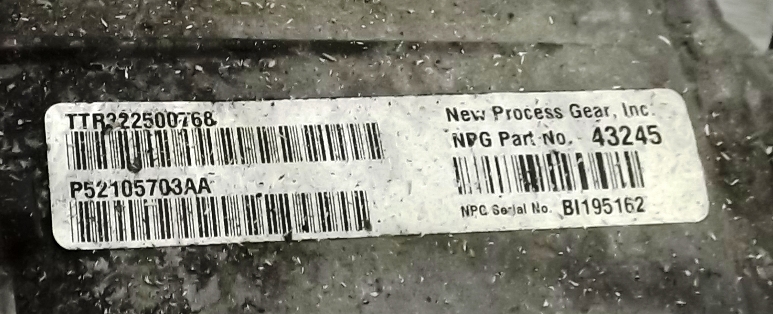 TTR222500768
P52105703AA
New Process Gear, Inc.
NPG Part No. 43245
NPG Serial No. BI195162